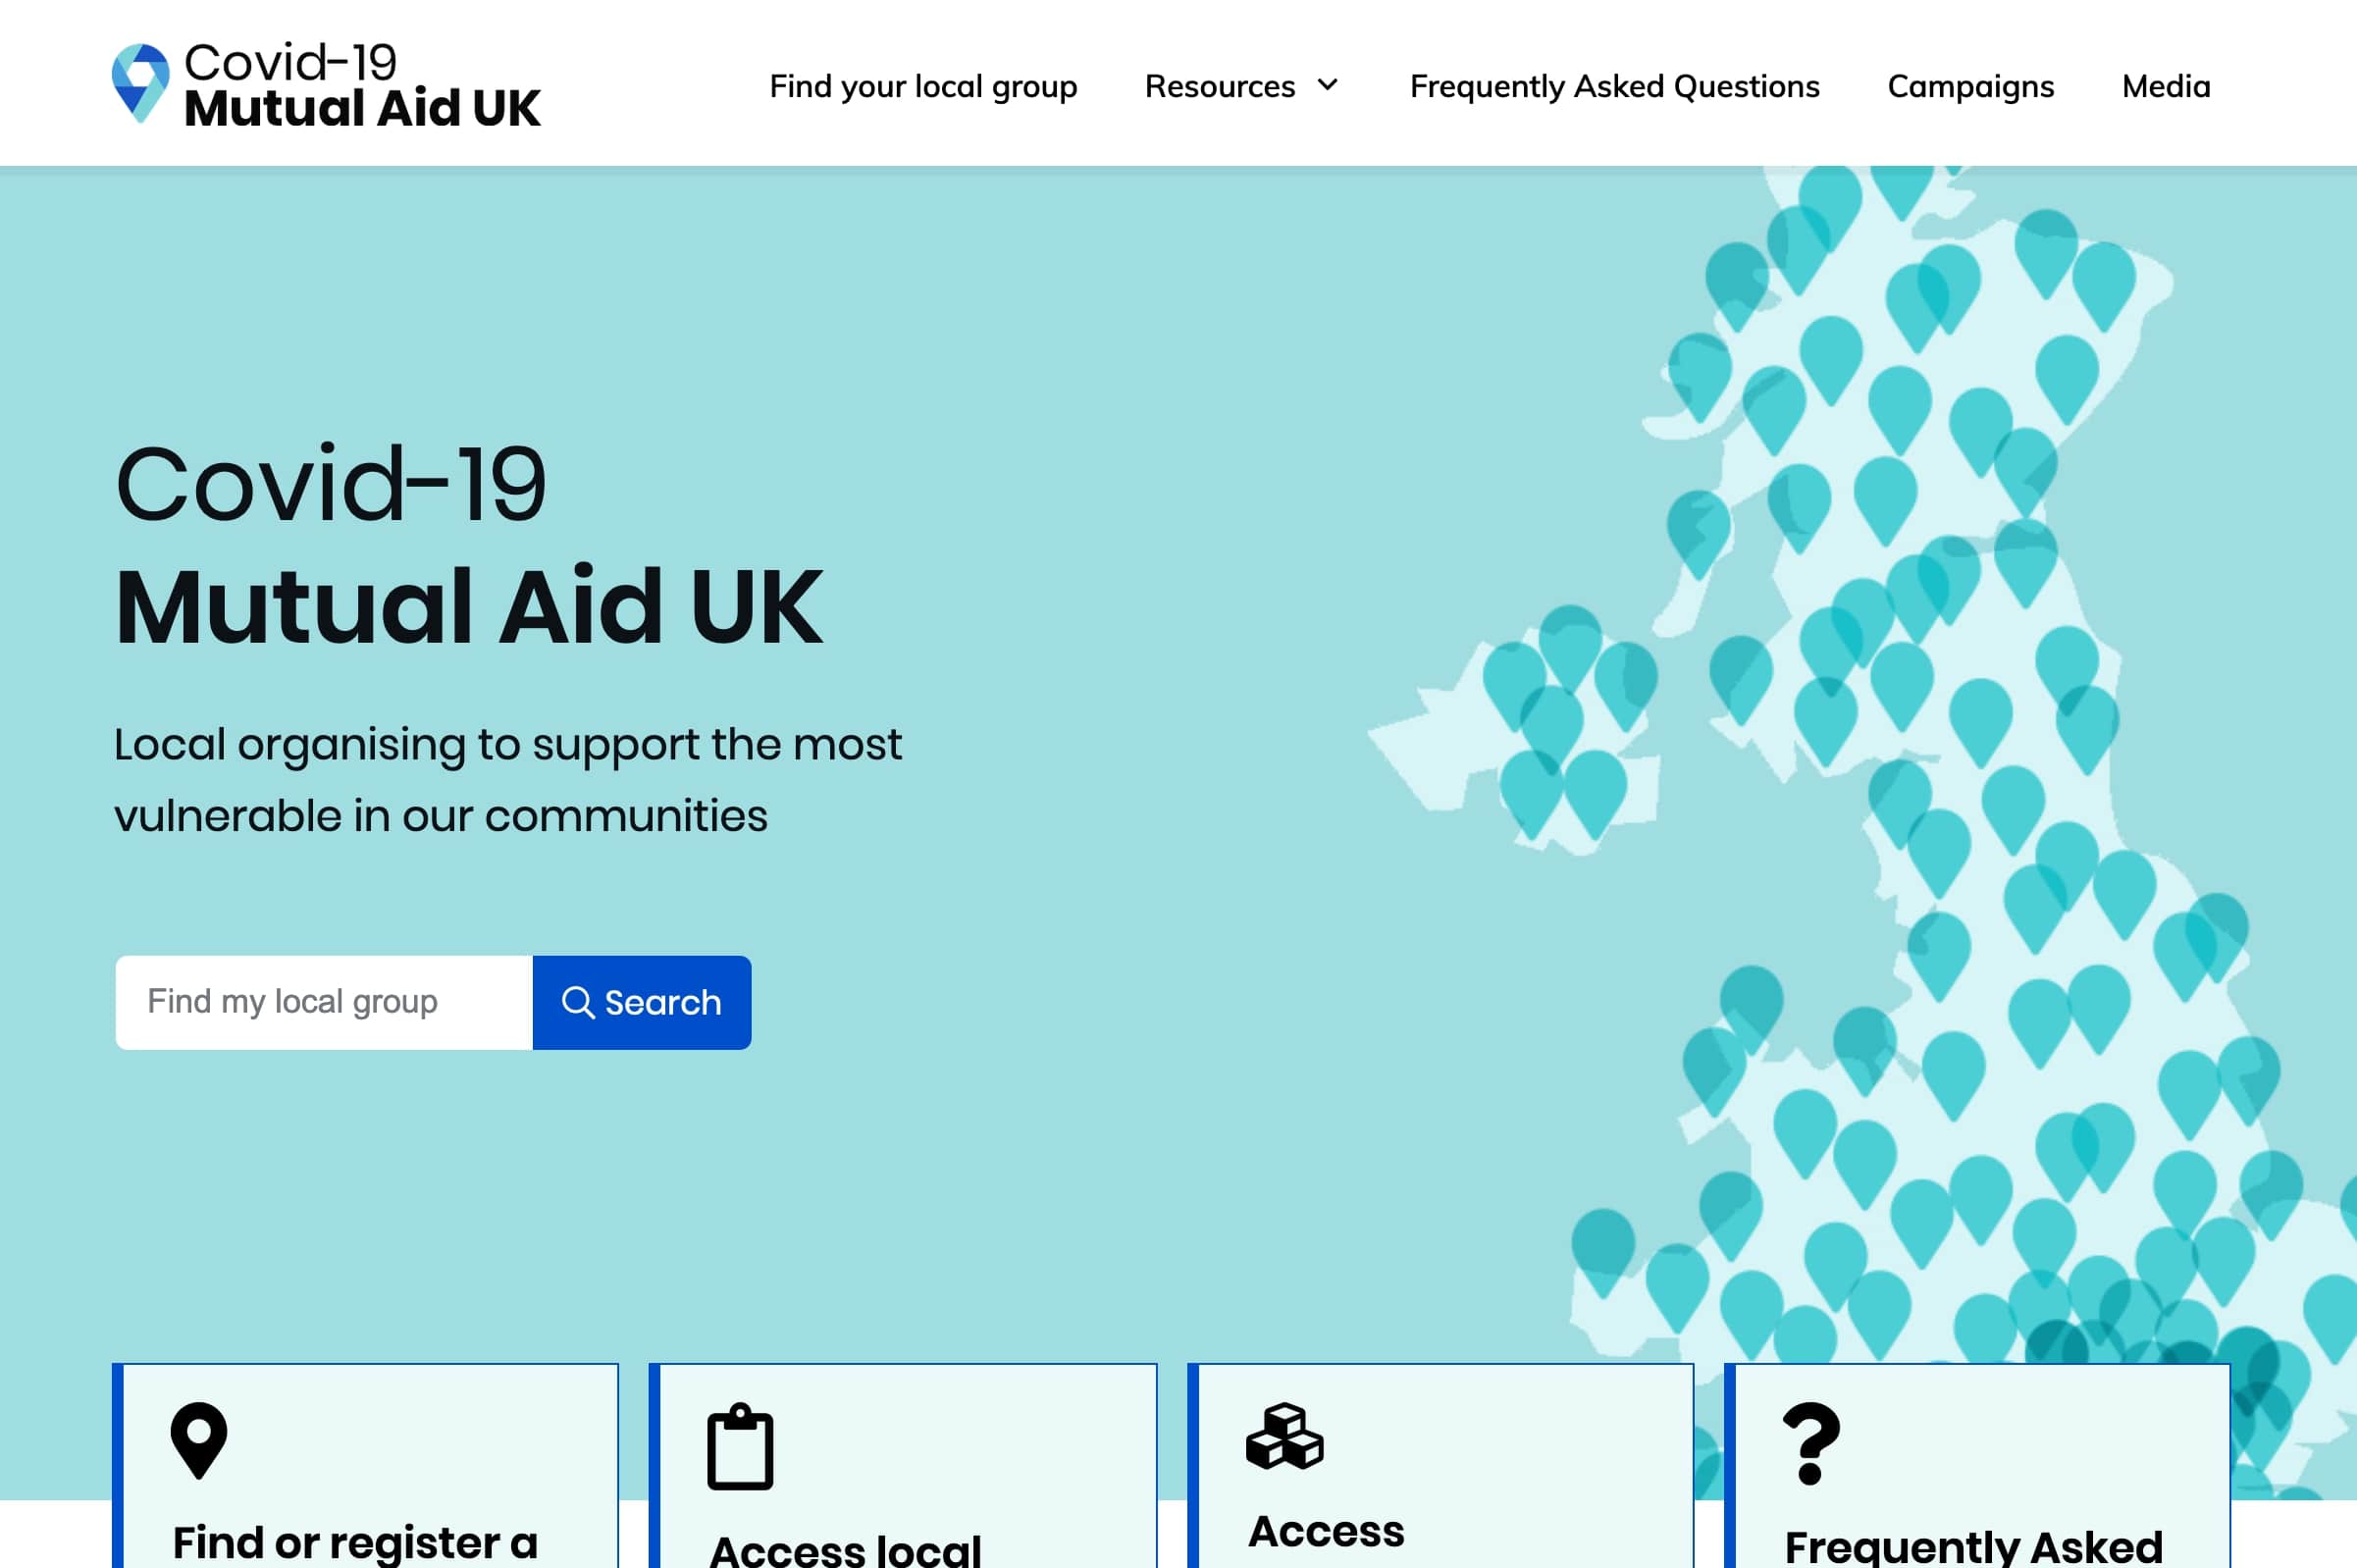 Covid-19
Mutual Aid UK
Find your local group
Resources
Frequently Asked Questions
Campaigns
Media
Covid-19
Mutual Aid UK
Local organising to support the most
vulnerable in our communities
Find my local group
Search
Find or register a
Access local
Access
Frequently Asked